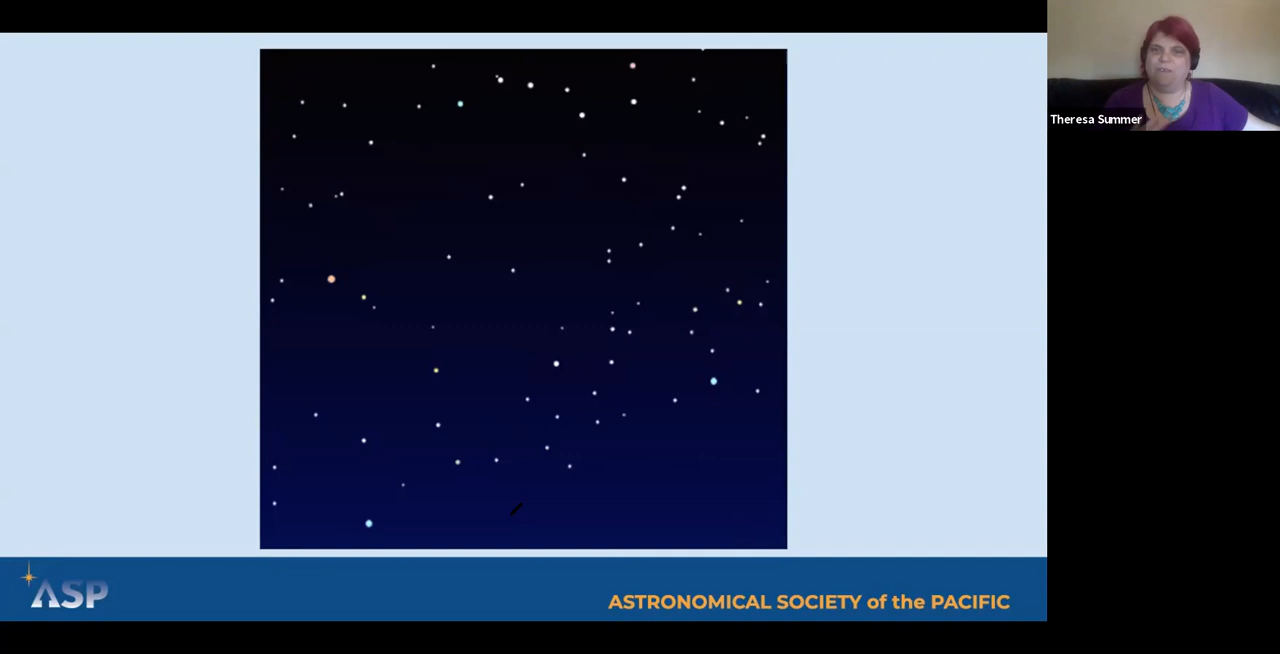 Theresa Summer
ASP
ASTRONOMICAL SOCIETY of the PACIFIC